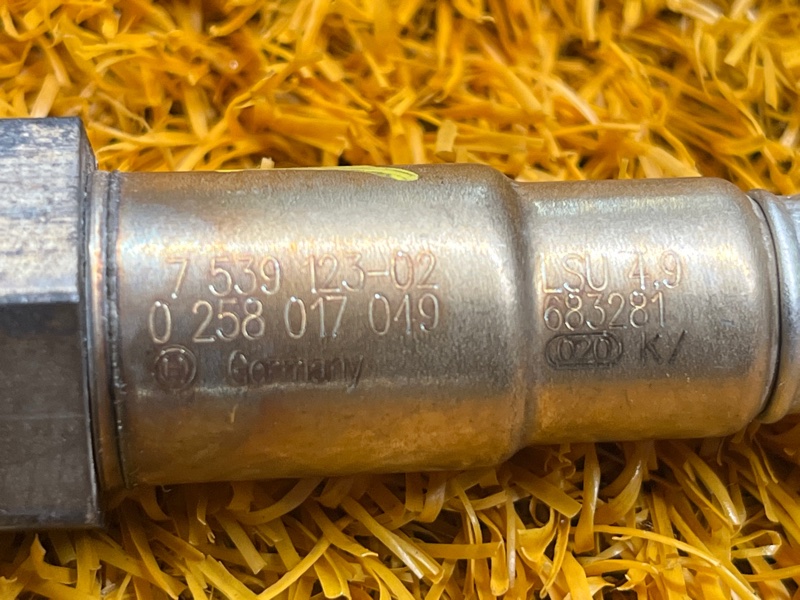 7 539 123-02
0 258 017 049
Germany
LSU 4.9
683281
020 K/